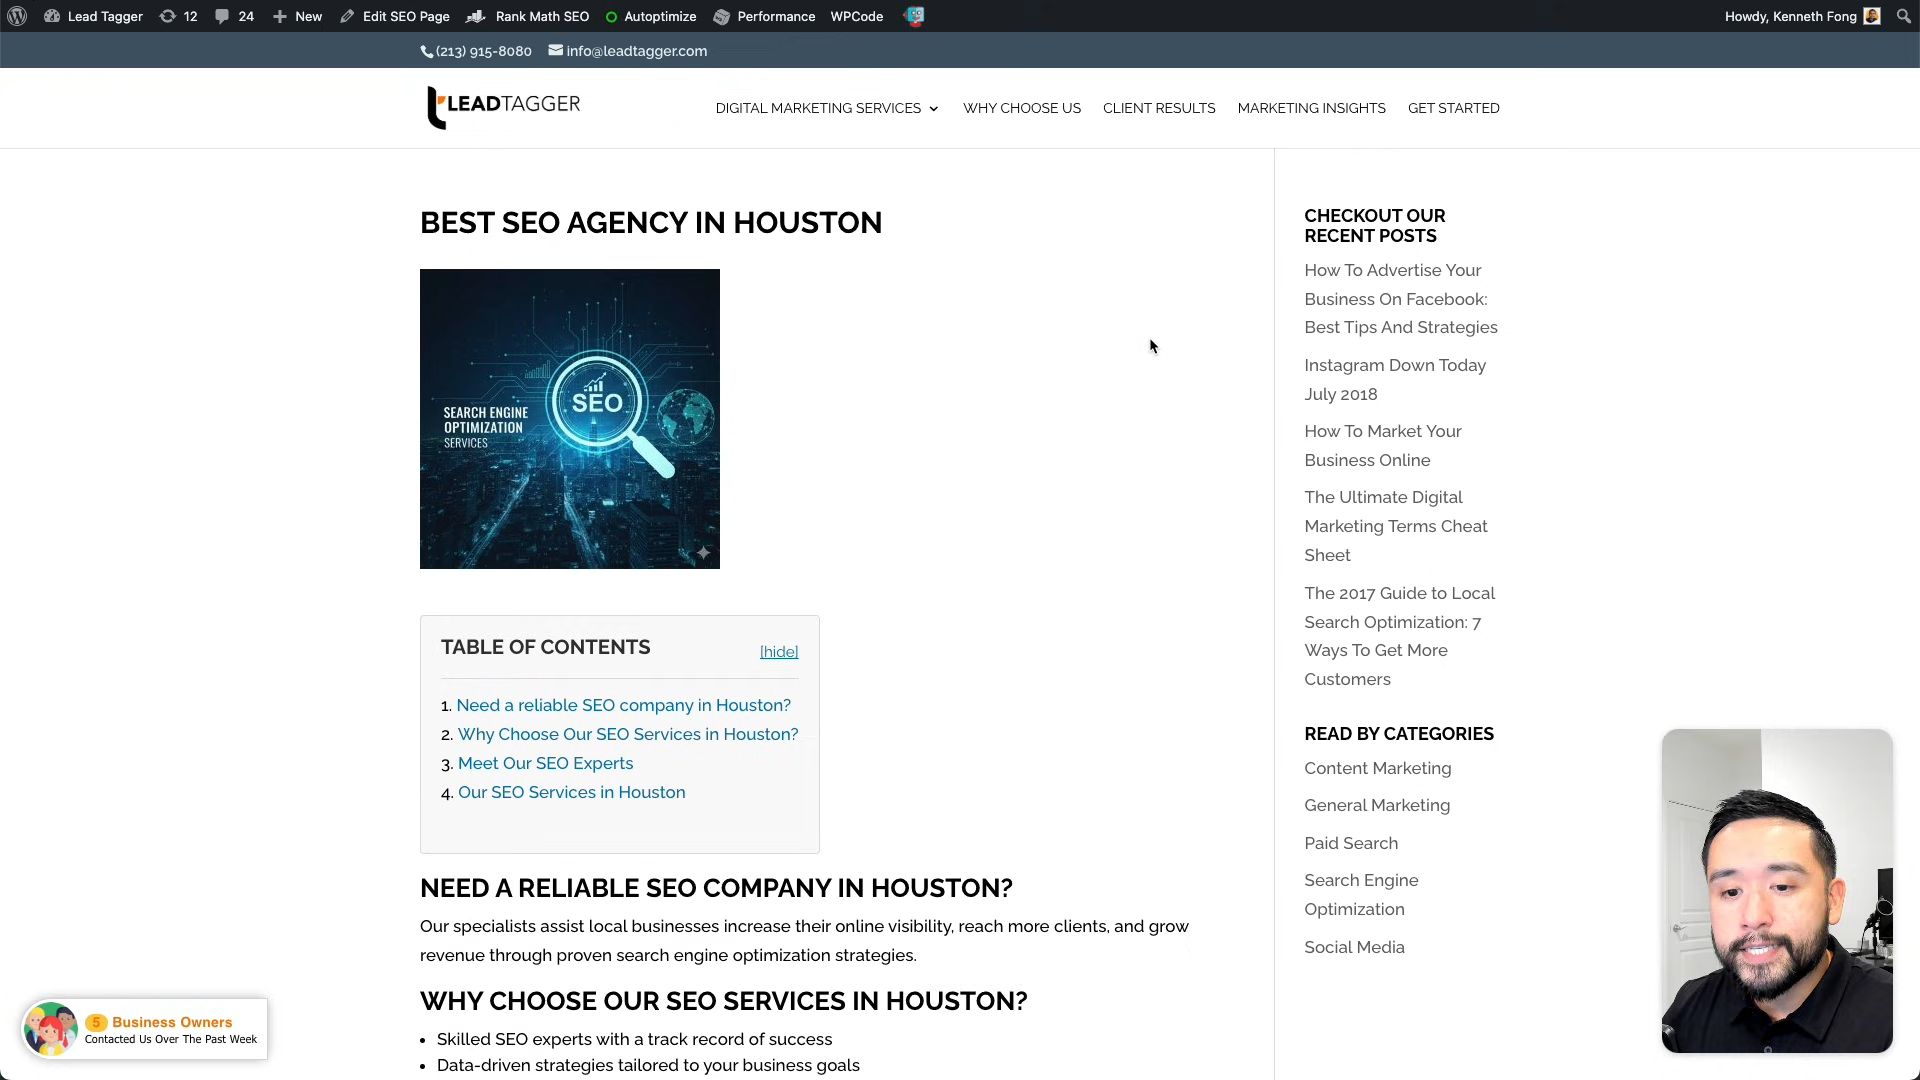 Lead Tagger 12 24 New Edit SEO Page Rank Math SEO Autoptimize Performance WPCode Howdy, Kenneth Fong
(213) 915-8080 info@leadtagger.com
LEADTAGGER
DIGITAL MARKETING SERVICES WHY CHOOSE US CLIENT RESULTS MARKETING INSIGHTS GET STARTED
BEST SEO AGENCY IN HOUSTON
SEO
SEARCH ENGINE
OPTIMIZATION
SERVICES
TABLE OF CONTENTS
[hide]
1. Need a reliable SEO company in Houston?
2. Why Choose Our SEO Services in Houston?
3. Meet Our SEO Experts
4. Our SEO Services in Houston
NEED A RELIABLE SEO COMPANY IN HOUSTON?
Our specialists assist local businesses increase their online visibility, reach more clients, and grow
revenue through proven search engine optimization strategies.
WHY CHOOSE OUR SEO SERVICES IN HOUSTON?
• Skilled SEO experts with a track record of success
• Data-driven strategies tailored to your business goals
CHECKOUT OUR
RECENT POSTS
How To Advertise Your
Business On Facebook:
Best Tips And Strategies
Instagram Down Today
July 2018
How To Market Your
Business Online
The Ultimate Digital
Marketing Terms Cheat
Sheet
The 2017 Guide to Local
Search Optimization: 7
Ways To Get More
Customers
READ BY CATEGORIES
Content Marketing
General Marketing
Paid Search
Search Engine
Optimization
Social Media
5 Business Owners
Contacted Us Over The Past Week